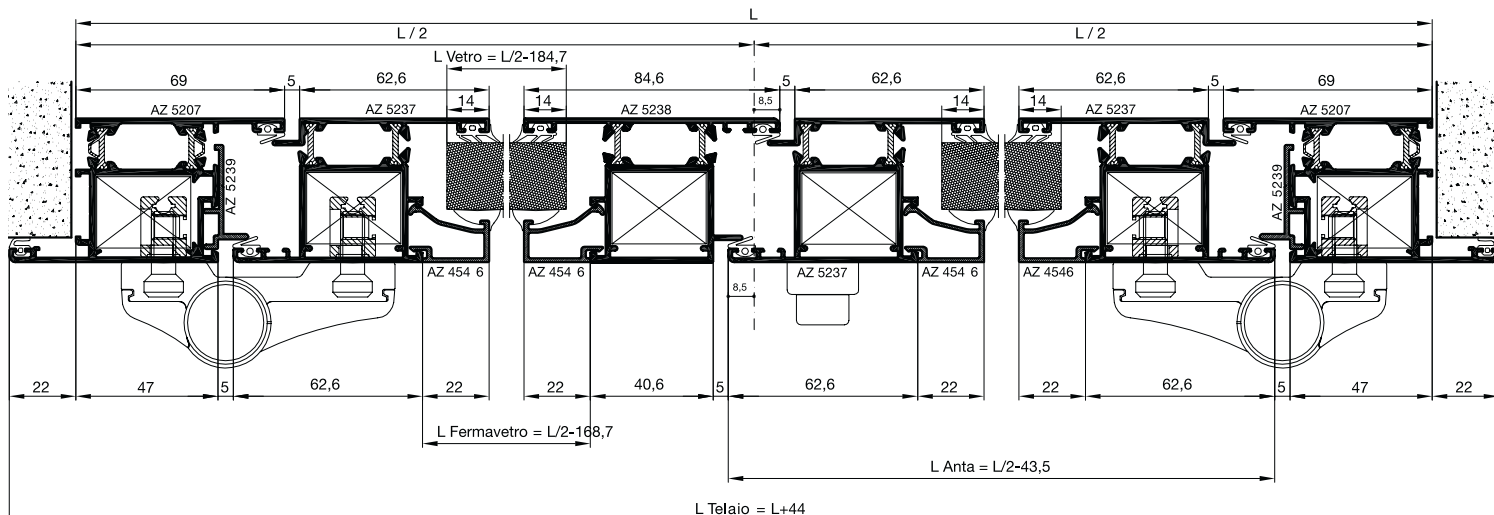 L
L / 2
L / 2
L Vetro = L/2-184,7
69
5
62,6
84,6
5
62,6
62,6
5
69
14
14
8,5
14
14
AZ 5207
AZ 5237
AZ 5238
AZ 5237
AZ 5207
AZ 5239
AZ 5239
AZ 454 6
AZ 454 6
AZ 5237
AZ 454 6
AZ 4546
8,5
22
47
5
62,6
22
22
40,6
5
62,6
22
22
62,6
5
47
22
L Fermavetro = L/2-168,7
L Anta = L/2-43,5
L Telaio = L+44